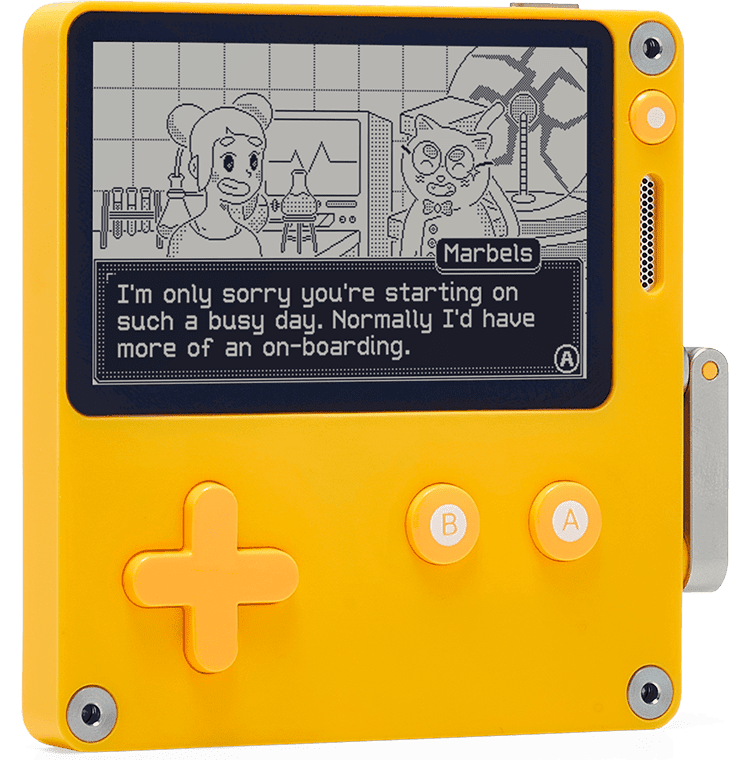 Marbels
I'm only sorry you're starting on
such a busy day. Normally I'd have
more of an on-boarding.
A
B
A